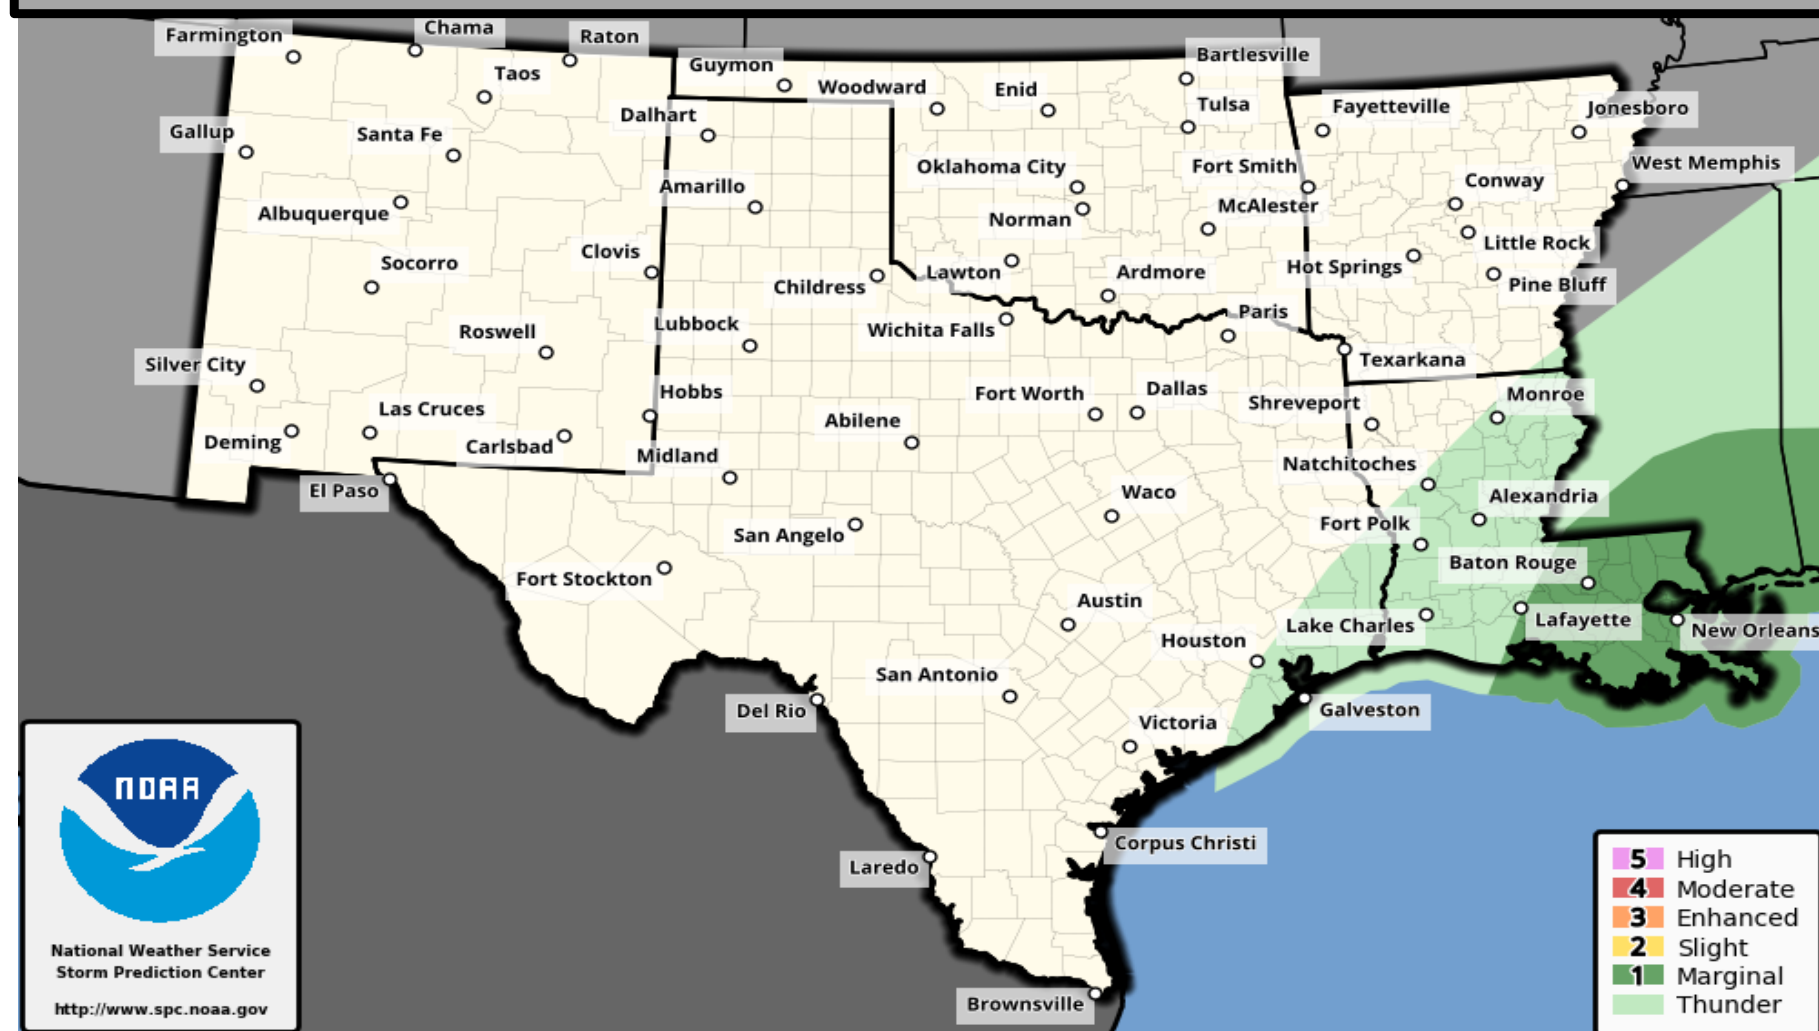 Farmington
Chama
Raton
Taos
Guymon
Woodward
Enid
Bartlesville
Tulsa
Fayetteville
Jonesboro
Dalhart
Gallup
Santa Fe
Oklahoma City
Fort Smith
Conway
West Memphis
Amarillo
Albuquerque
Norman
McAlester
Little Rock
Socorro
Clovis
Childress
Lawton
Ardmore
Hot Springs
Pine Bluff
Roswell
Lubbock
Wichita Falls
Paris
Texarkana
Silver City
Las Cruces
Hobbs
Abilene
Fort Worth
Dallas
Shreveport
Monroe
Deming
Carlsbad
Midland
Natchitoches
El Paso
San Angelo
Waco
Alexandria
Fort Polk
Fort Stockton
Baton Rouge
Austin
Lake Charles
Lafayette
New Orleans
Houston
San Antonio
Del Rio
Victoria
Galveston
Corpus Christi
Laredo
Brownsville
NOAA
National Weather Service
Storm Prediction Center
http://www.spc.noaa.gov
5 High
4 Moderate
3 Enhanced
2 Slight
1 Marginal
Thunder